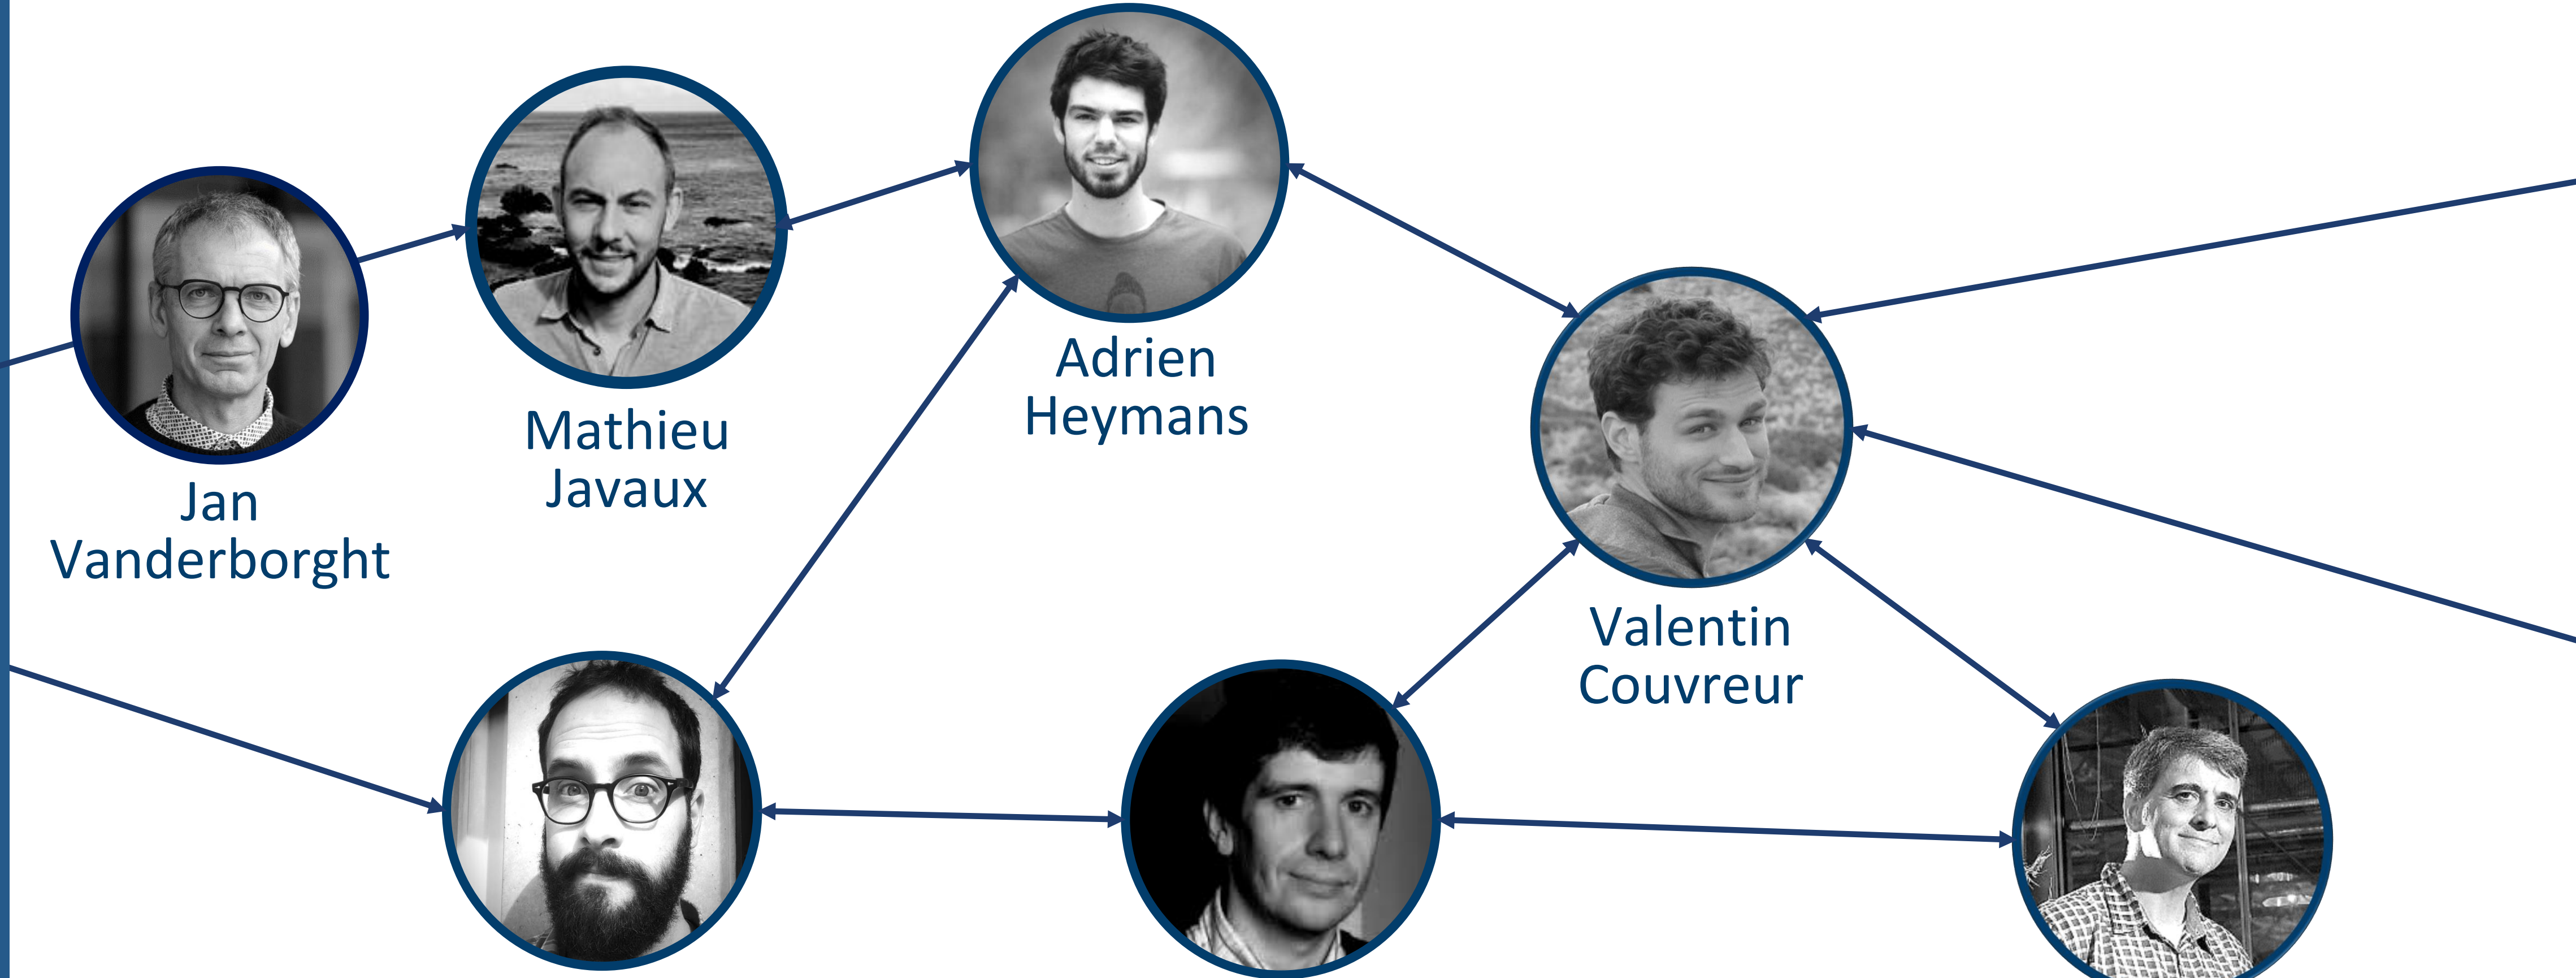 Jan
Vanderborght
Mathieu
Javaux
Adrien
Heymans
Valentin
Couvreur